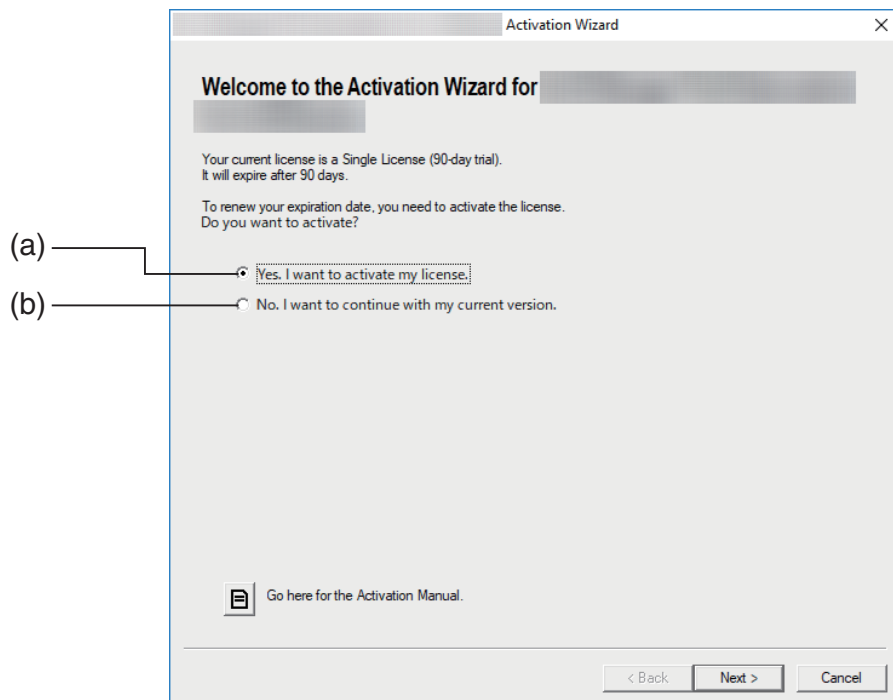 Activation Wizard
Welcome to the Activation Wizard for
Your current license is a Single License (90-day trial).
It will expire after 90 days.
To renew your expiration date, you need to activate the license.
Do you want to activate?
(a)
Yes. I want to activate my license.
(b)
No. I want to continue with my current version.
Go here for the Activation Manual.
< Back
Next >
Cancel